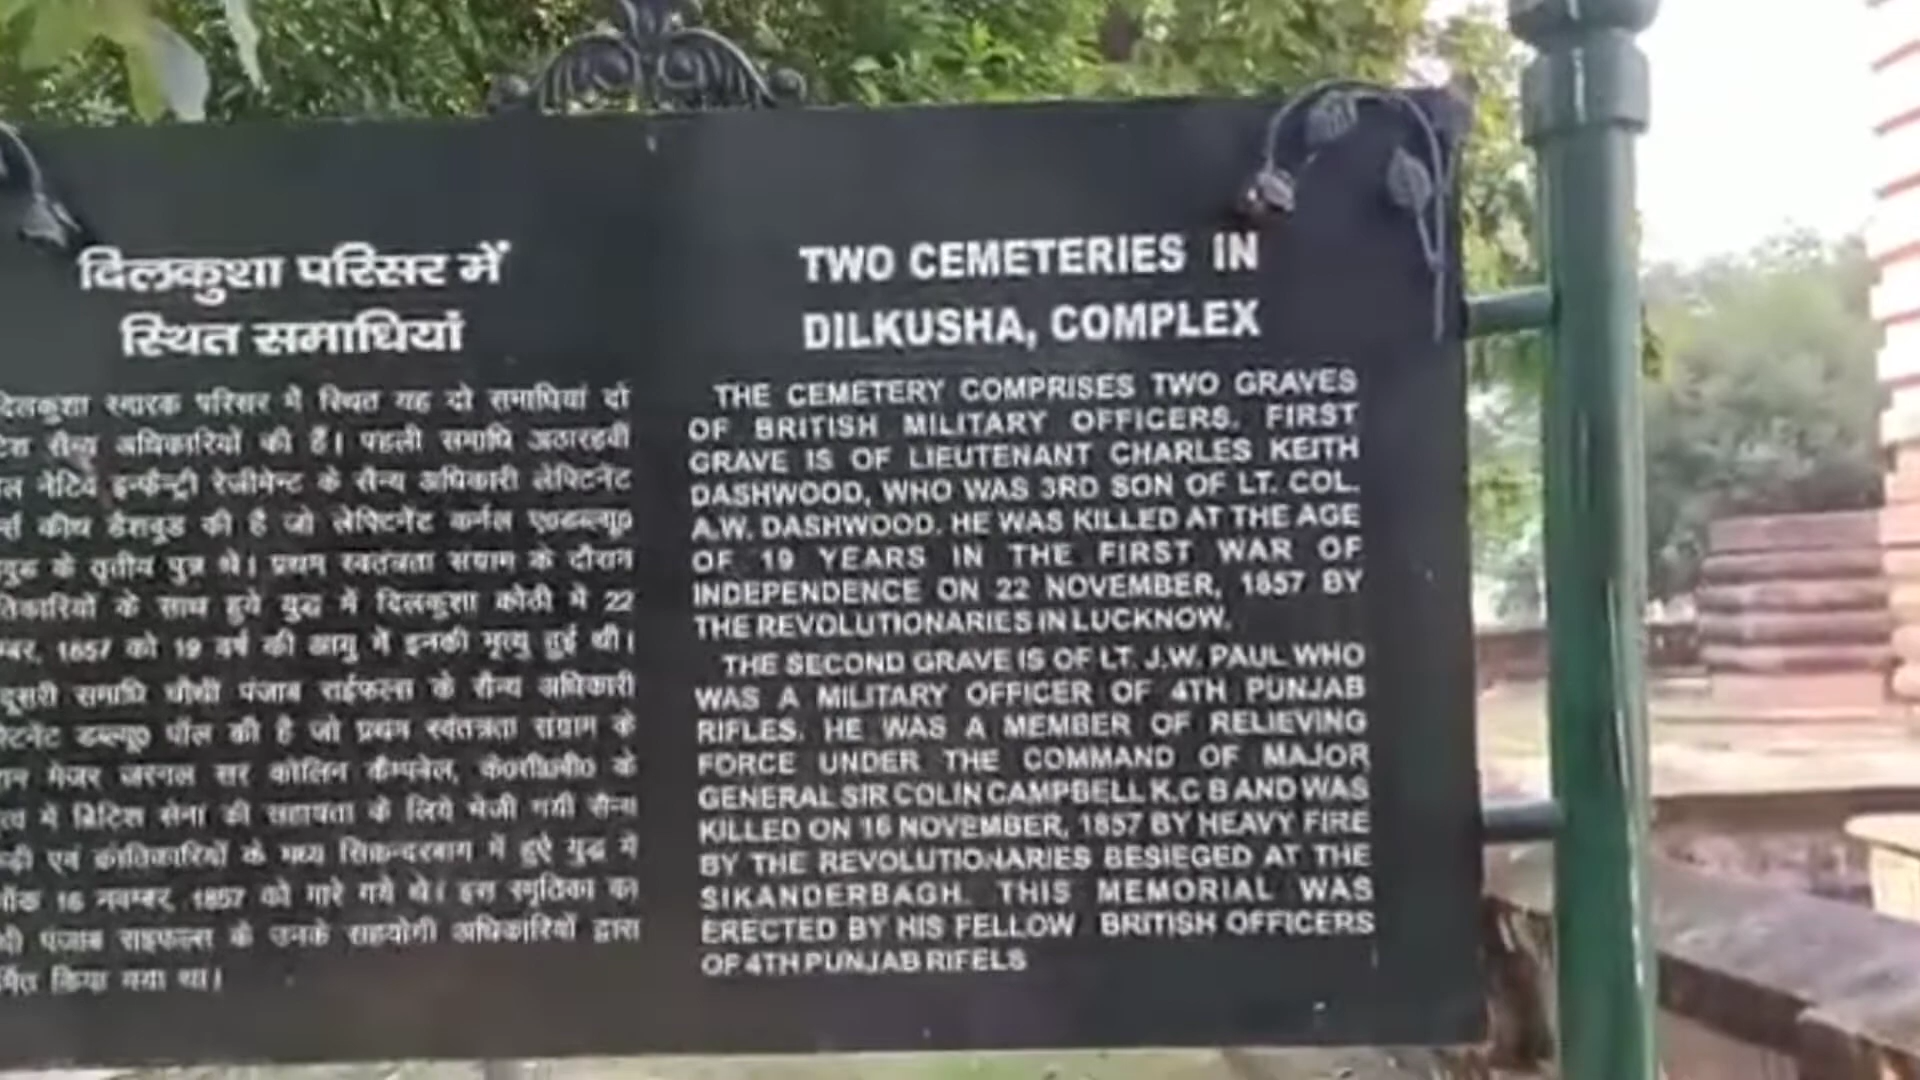 दिलकुशा परिसर में
स्थित समाधियां
दिलकुशा स्मारक परिसर में स्थित यह दो समाधियां दो
सैन्य अधिकारियों की हैं। पहली समाधि अठारहवीं
नेटिव इन्फैन्ट्री रेजीमेन्ट के सैन्य अधिकारी लेफ्टिनेंट
कीथ डैशवुड की है जो लेफ्टिनेंट कर्नल ए०डब्ल्यू०
के तृतीय पुत्र थे। प्रथम स्वतंत्रता संग्राम के दौरान
के साथ हुये युद्ध में दिलकुशा कोठी में 22
1857 को 19 वर्ष की आयु में इनकी मृत्यु हुई थी।
दूसरी समाधि चौथी पंजाब राईफल्स के सैन्य अधिकारी
डब्ल्यू० पॉल की है जो प्रथम स्वतंत्रता संग्राम के
मेजर जनरल सर कोलिन कैम्पबेल, के०सी०बी० के
में ब्रिटिश सेना की सहायता के लिये भेजी गयी सैन्य
एवं क्रांतिकारियों के मध्य सिकन्दरबाग में हुऐ युद्ध में
16 नवम्बर, 1857 को मारे गये थे। इस स्मृतिका का
पंजाब राइफल्स के उनके सहयोगी अधिकारियों द्वारा
किया गया था।
TWO CEMETERIES IN
DILKUSHA, COMPLEX
THE CEMETERY COMPRISES TWO GRAVES
OF BRITISH MILITARY OFFICERS. FIRST
GRAVE IS OF LIEUTENANT CHARLES KEITH
DASHWOOD, WHO WAS 3RD SON OF LT. COL.
A.W. DASHWOOD. HE WAS KILLED AT THE AGE
OF 19 YEARS IN THE FIRST WAR OF
INDEPENDENCE ON 22 NOVEMBER, 1857 BY
THE REVOLUTIONARIES IN LUCKNOW.
THE SECOND GRAVE IS OF LT. J.W. PAUL WHO
WAS A MILITARY OFFICER OF 4TH PUNJAB
RIFLES. HE WAS A MEMBER OF RELIEVING
FORCE UNDER THE COMMAND OF MAJOR
GENERAL SIR COLIN CAMPBELL K.C B AND WAS
KILLED ON 16 NOVEMBER, 1857 BY HEAVY FIRE
BY THE REVOLUTIONARIES BESIEGED AT THE
SIKANDERBAGH. THIS MEMORIAL WAS
ERECTED BY HIS FELLOW BRITISH OFFICERS
OF 4TH PUNJAB RIFELS